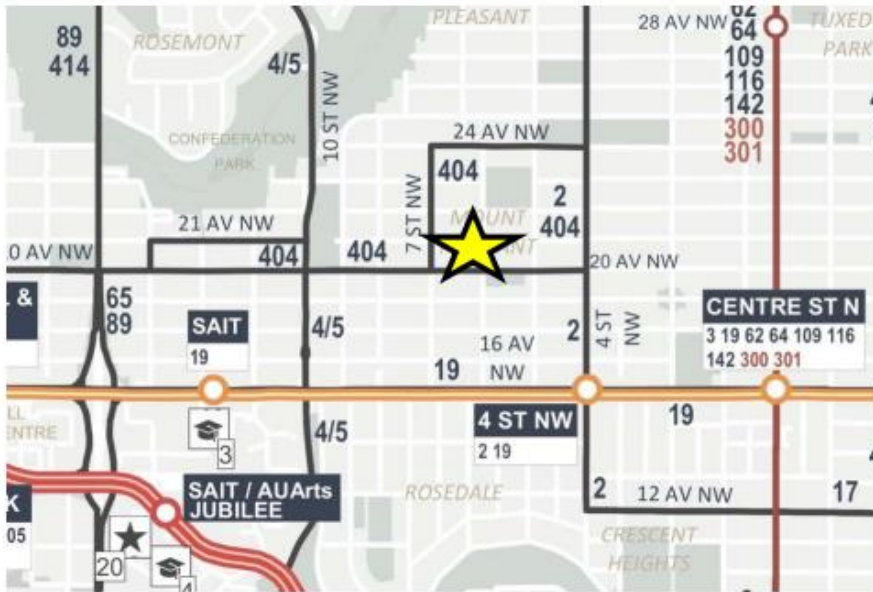 PLEASANT
62
64
109
116
142
300
301
28 AV NW
TUXED
PARK
89
414
ROSEMONT
4/5
10 ST NW
CONFEDERATION
PARK
24 AV NW
404
7 ST NW
2
404
MOUNT
21 AV NW
404
404
20 AV NW
65
89
L &
SAIT
19
4/5
19
16 AV
NW
2
4 ST
NW
CENTRE ST N
3 19 62 64 109 116
142 300 301
3
4/5
4 ST NW
2 19
19
SAIT / AUArts
JUBILEE
ROSEDALE
2
12 AV NW
17
K
05
20
4
CRESCENT
HEIGHTS